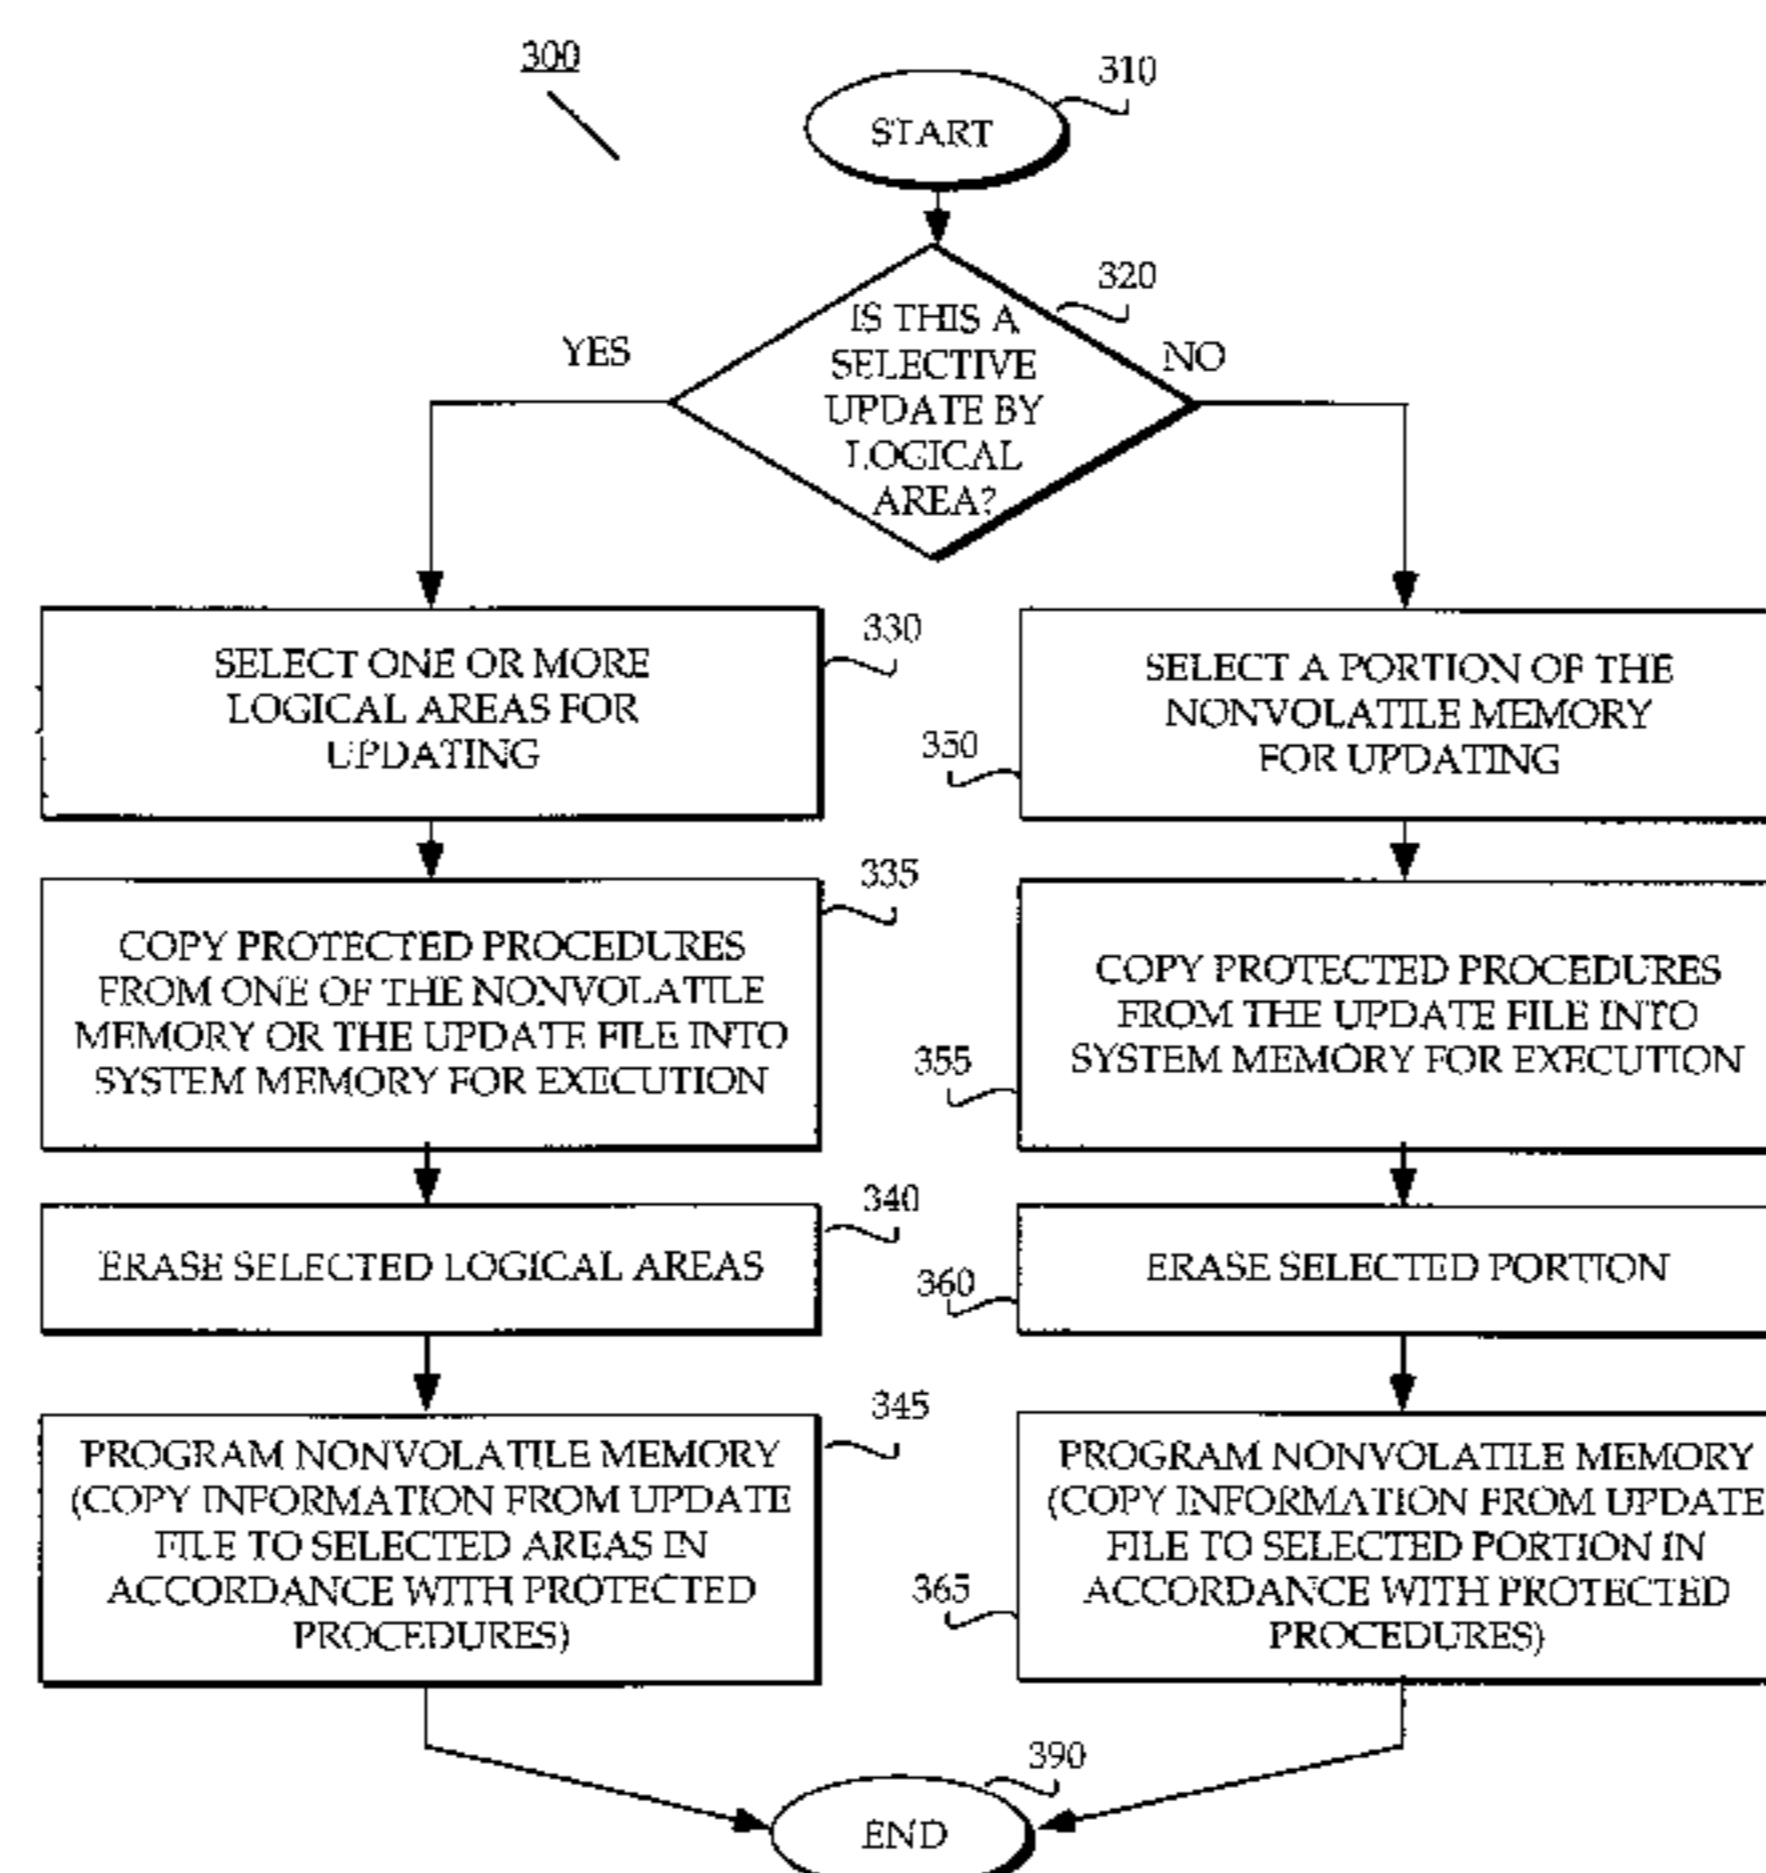 300
310
START
320
IS THIS A
SELECTIVE
UPDATE BY
LOGICAL
AREA?
YES
NO
330
SELECT ONE OR MORE
LOGICAL AREAS FOR
UPDATING
350
SELECT A PORTION OF THE
NONVOLATILE MEMORY
FOR UPDATING
335
COPY PROTECTED PROCEDURES
FROM ONE OF THE NONVOLATILE
MEMORY OR THE UPDATE FILE INTO
SYSTEM MEMORY FOR EXECUTION
355
COPY PROTECTED PROCEDURES
FROM THE UPDATE FILE INTO
SYSTEM MEMORY FOR EXECUTION
340
ERASE SELECTED LOGICAL AREAS
360
ERASE SELECTED PORTION
345
PROGRAM NONVOLATILE MEMORY
(COPY INFORMATION FROM UPDATE
FILE TO SELECTED AREAS IN
ACCORDANCE WITH PROTECTED
PROCEDURES)
365
PROGRAM NONVOLATILE MEMORY
(COPY INFORMATION FROM UPDATE
FILE TO SELECTED PORTION IN
ACCORDANCE WITH PROTECTED
PROCEDURES)
390
END